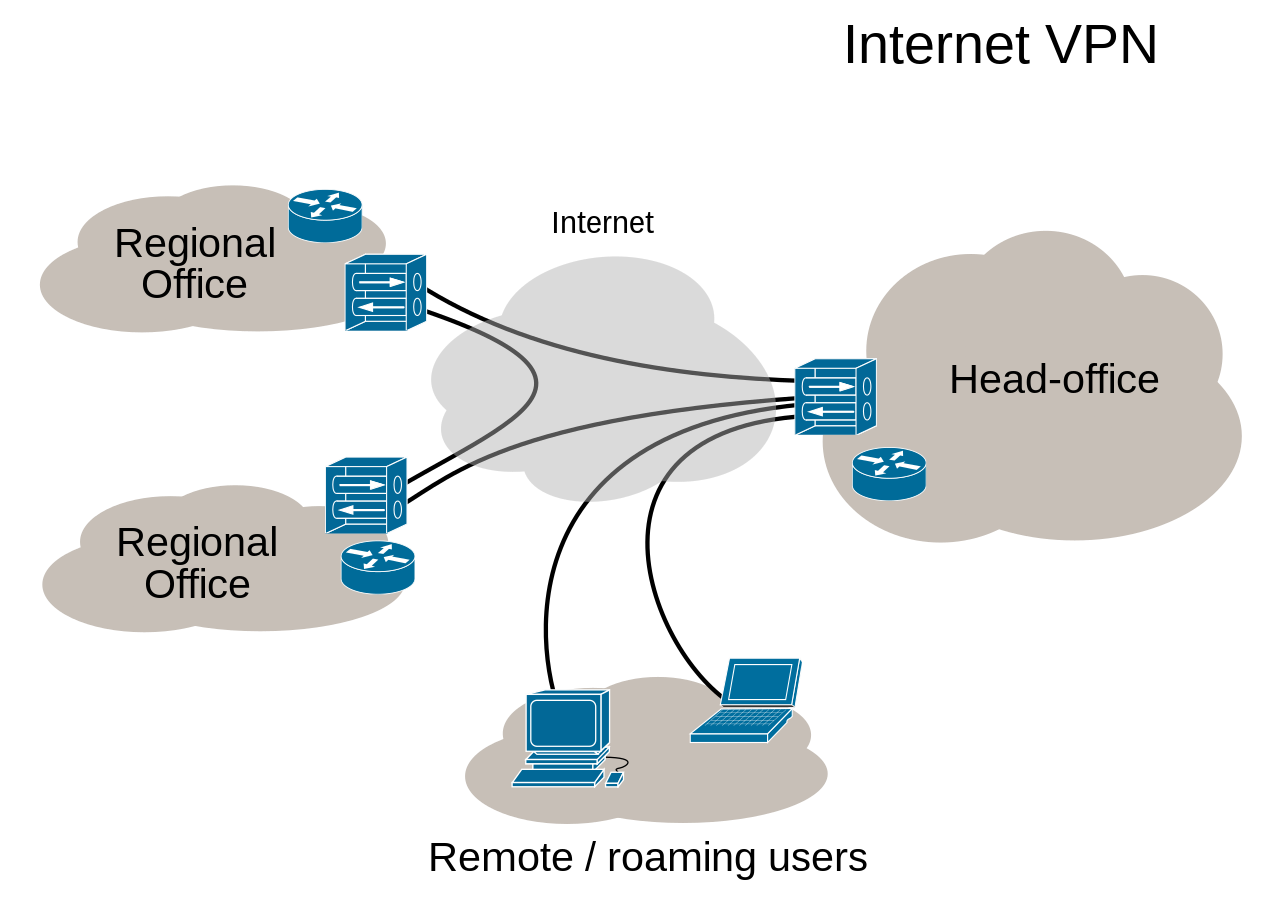 Internet VPN
Internet
Regional
Office
Head-office
Regional
Office
Remote / roaming users